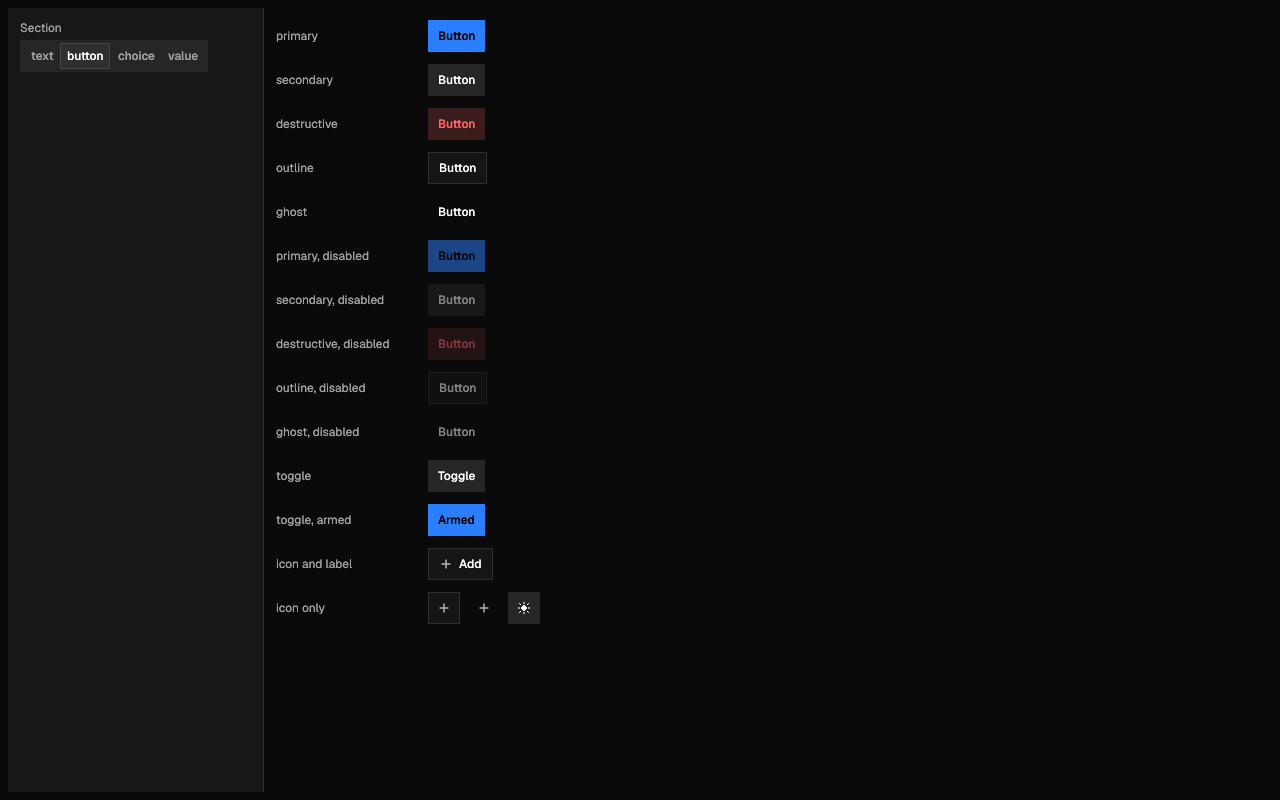 Section
text button choice value
primary Button
secondary Button
destructive Button
outline Button
ghost Button
primary, disabled Button
secondary, disabled Button
destructive, disabled Button
outline, disabled Button
ghost, disabled Button
toggle Toggle
toggle, armed Armed
icon and label + Add
icon only + +